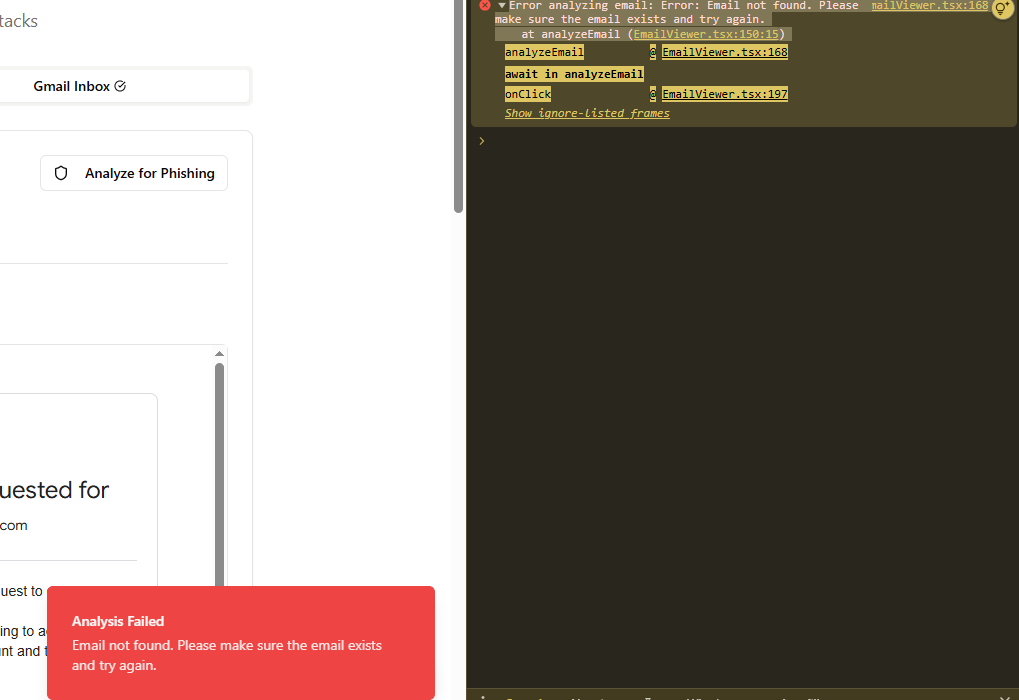 tacks
Gmail Inbox
Analyze for Phishing
uested for
com
uest to
ing to a
nt and t
Analysis Failed
Email not found. Please make sure the email exists
and try again.
Error analyzing email: Error: Email not found. Please mailViewer.tsx:168
make sure the email exists and try again.
at analyzeEmail (EmailViewer.tsx:150:15)
analyzeEmail @ EmailViewer.tsx:168
await in analyzeEmail
onClick @ EmailViewer.tsx:197
Show ignore-listed frames